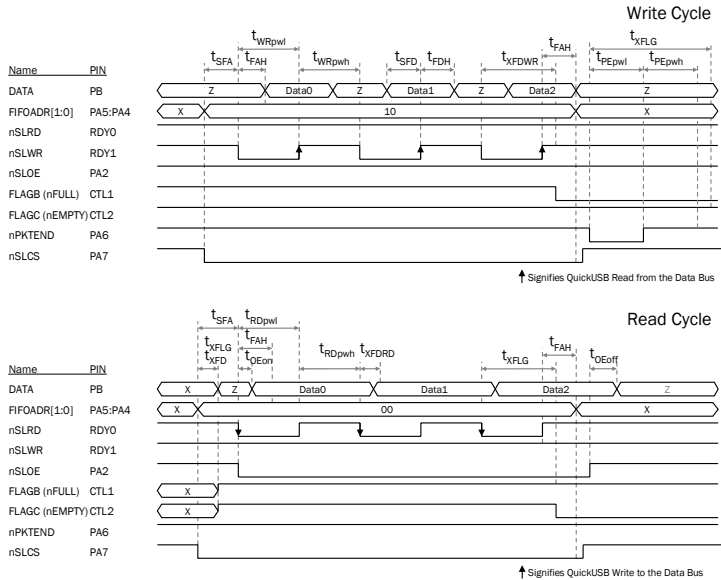 Write Cycle
tWRpwl tXFLG
tSFA tFAH tWRpwh tSFD tFDH tXFDWR tFAH tPEpwl tPEpwh
Name PIN
DATA PB Z Data0 Z Data1 Z Data2 Z
FIFOADR[1:0] PA5:PA4 X 10 X
nSLRD RDY0
nSLWR RDY1
nSLOE PA2
FLAGB (nFULL) CTL1
FLAGC (nEMPTY) CTL2
nPKTEND PA6
nSLCS PA7
Signifies QuickUSB Read from the Data Bus
Read Cycle
tSFA tRDpwl
tXFLG tFAH tRDpwh tXFDRD tXFLG tFAH
tXFD tOEon tOEoff
Name PIN
DATA PB X Z Data0 Data1 Data2 Z
FIFOADR[1:0] PA5:PA4 X 00 X
nSLRD RDY0
nSLWR RDY1
nSLOE PA2
FLAGB (nFULL) CTL1 X
FLAGC (nEMPTY) CTL2 X
nPKTEND PA6
nSLCS PA7
Signifies QuickUSB Write to the Data Bus